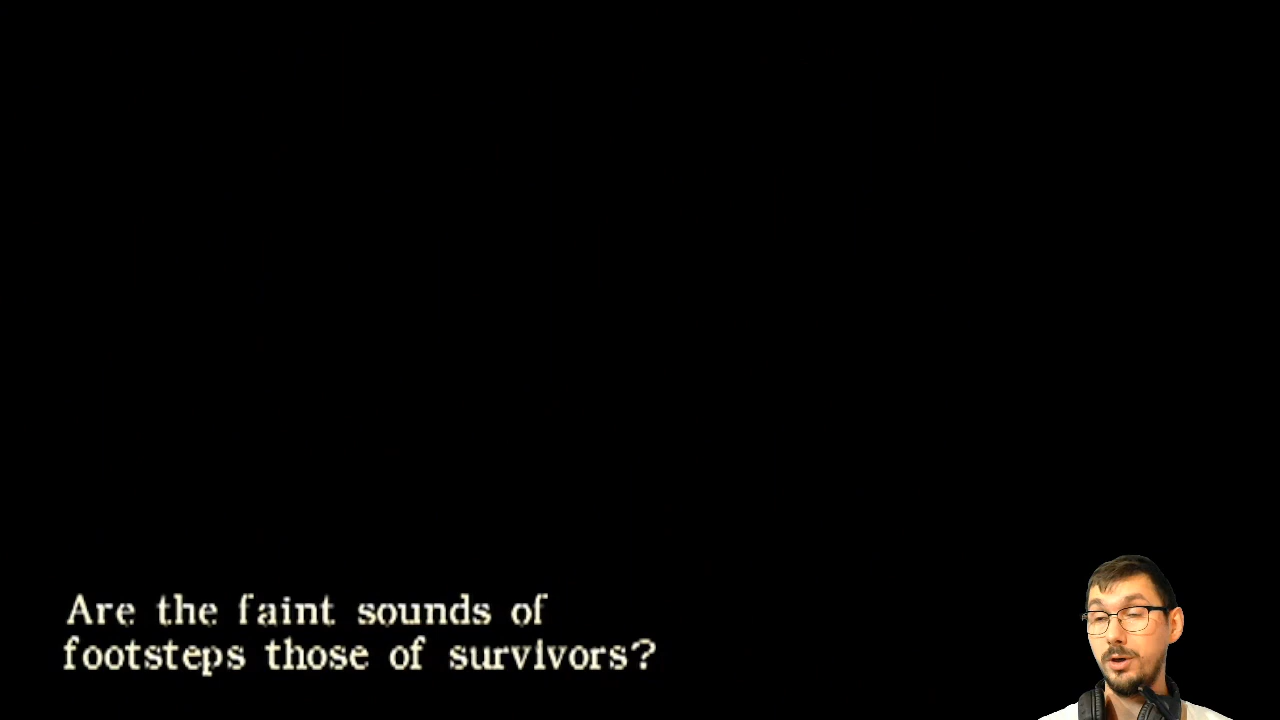 Are the faint sounds of
footsteps those of survivors?